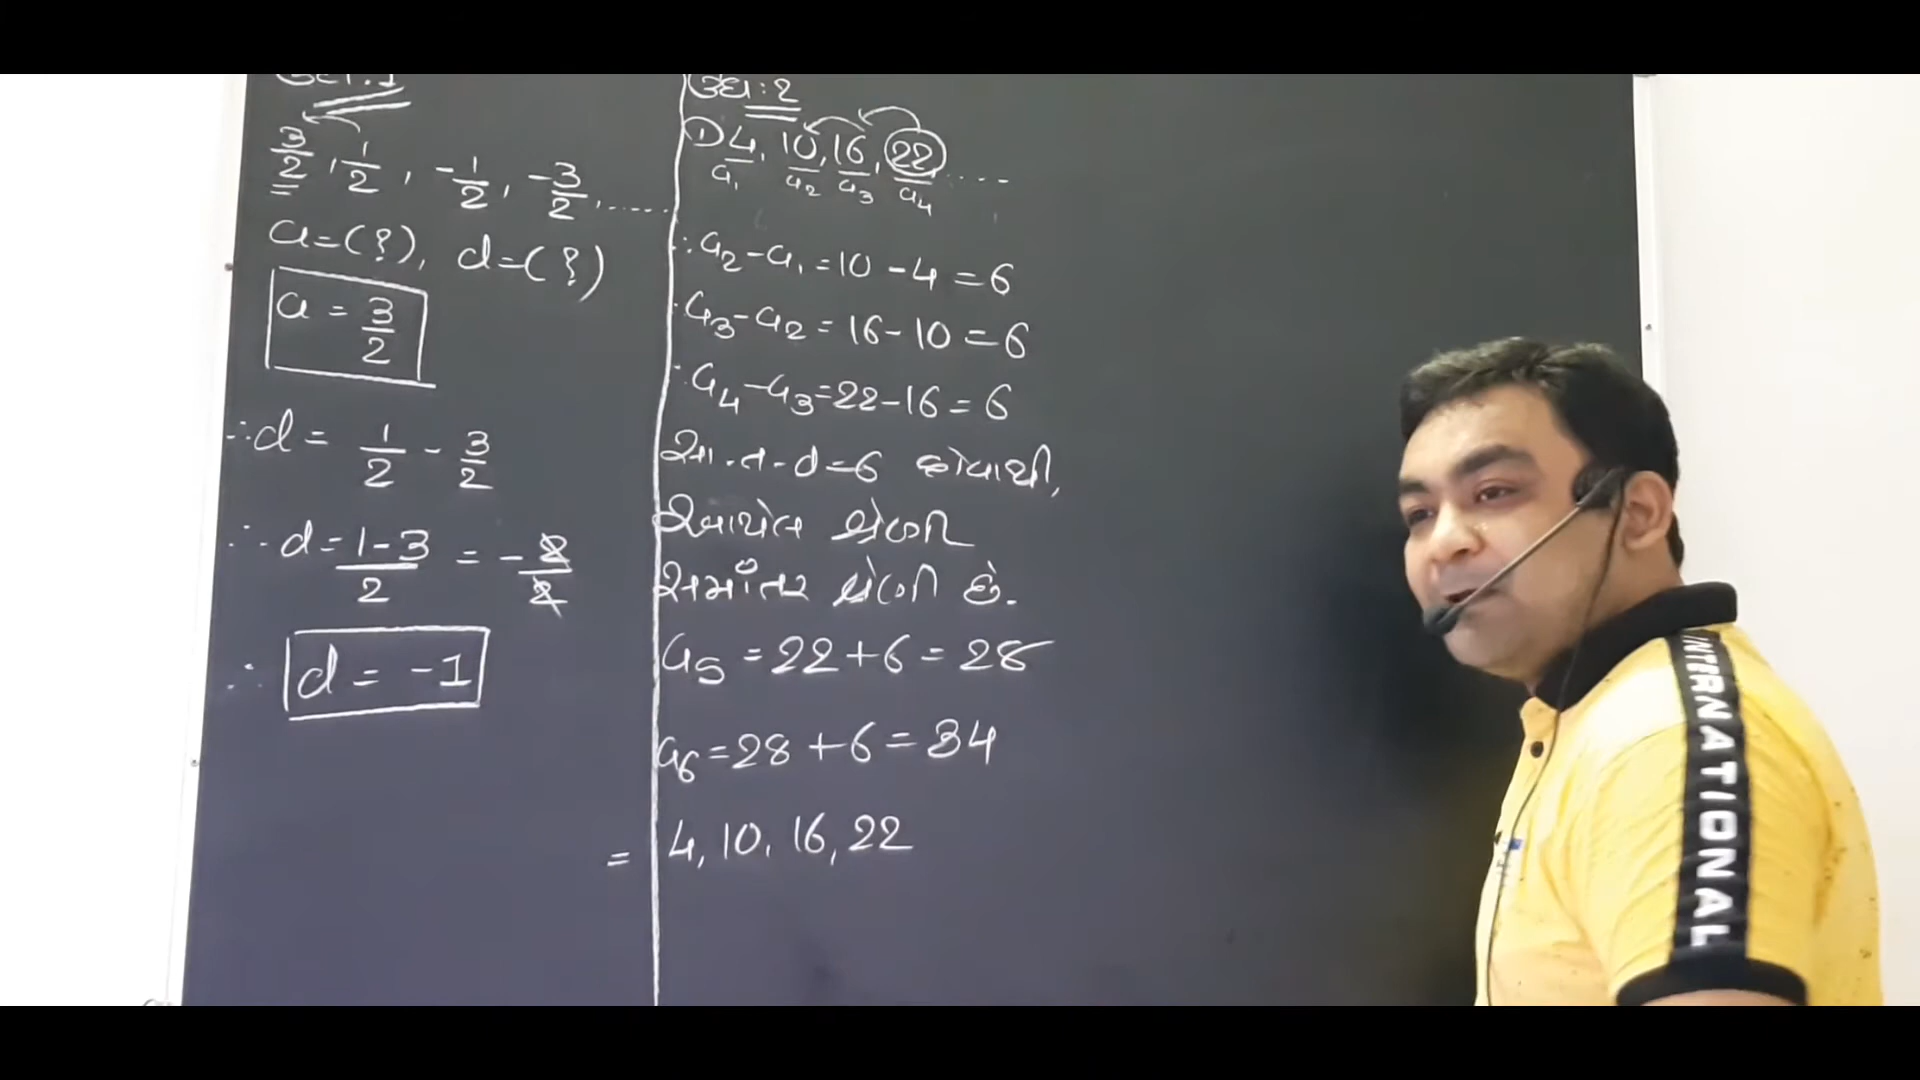 ઉદા.1
3/2, 1/2, -1/2, -3/2, ......
a=(?), d=(?)
a = 3/2
∴d = 1/2 - 3/2
∴ d = (1-3)/2 = -2/2
∴ d = -1
ઉદા:2
① 4, 10, 16, 22, ....
a₁ a₂ a₃ a₄
∴ a₂-a₁ = 10-4 = 6
∴ a₃-a₂ = 16-10 = 6
∴ a₄-a₃ = 22-16 = 6
સા.ત.d=6 હોવાથી,
આપેલ શ્રેણી
સમાંતર શ્રેણી છે.
a₅ = 22+6 = 28
a₆ = 28+6 = 34
= 4, 10, 16, 22
INTERNATIONAL